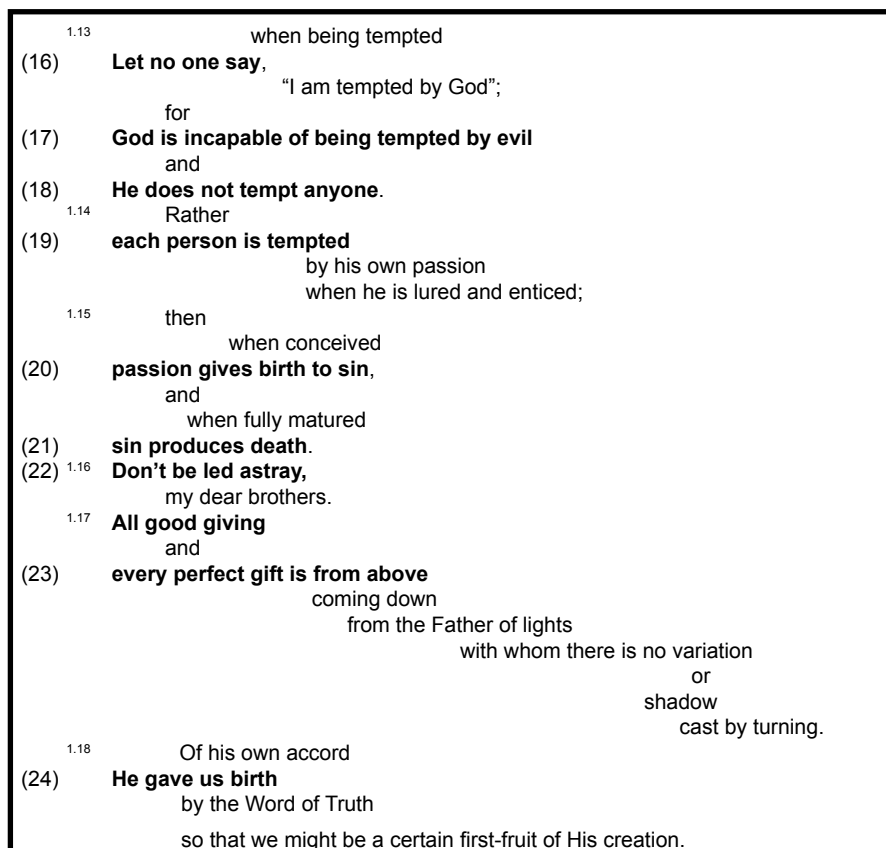 1.13 when being tempted
(16) Let no one say,
“I am tempted by God”;
for
(17) God is incapable of being tempted by evil
and
(18) He does not tempt anyone.
1.14 Rather
(19) each person is tempted
by his own passion
when he is lured and enticed;
1.15 then
when conceived
(20) passion gives birth to sin,
and
when fully matured
(21) sin produces death.
(22) 1.16 Don’t be led astray,
my dear brothers.
1.17 All good giving
and
(23) every perfect gift is from above
coming down
from the Father of lights
with whom there is no variation
or
shadow
cast by turning.
1.18 Of his own accord
(24) He gave us birth
by the Word of Truth
so that we might be a certain first-fruit of His creation.